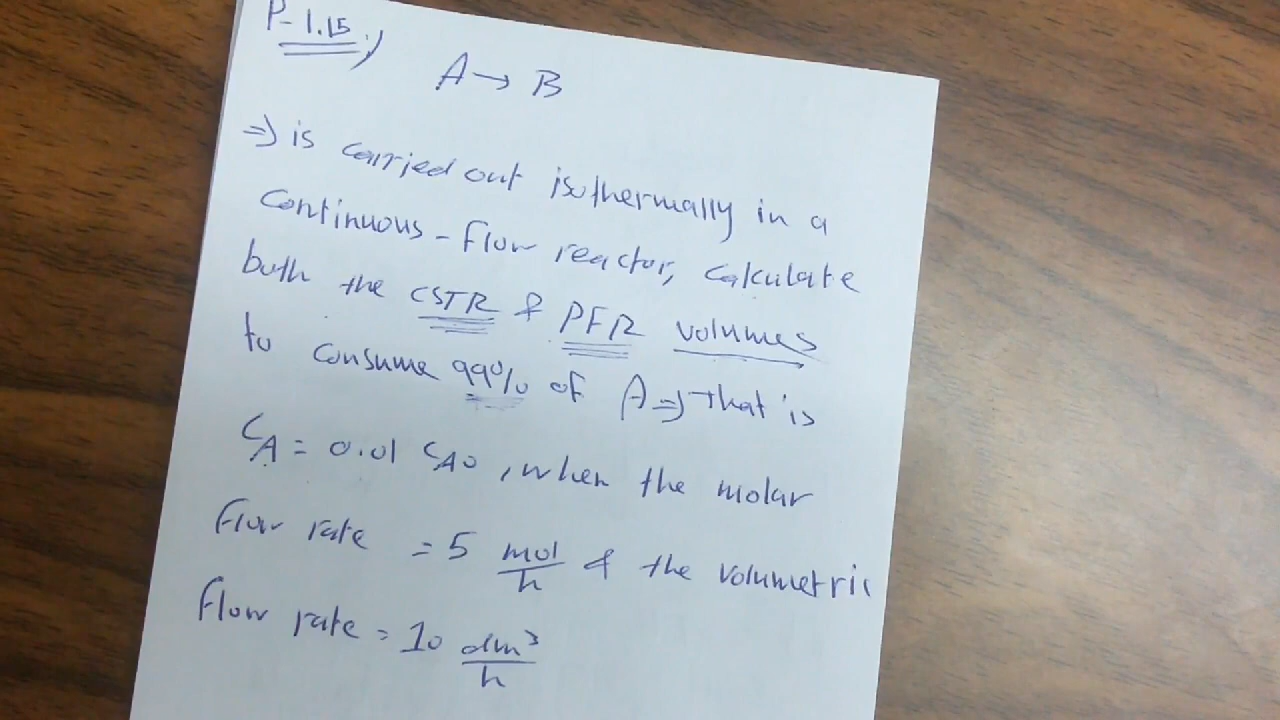 P-1.15;)
A → B
⇒ is carried out isothermally in a
continuous-flow reactor, calculate
both the CSTR & PFR volumes
to consume 99% of A ⇒ that is
CA = 0.01 CA0, when the molar
flow rate = 5 mol/h & the volumetric
flow rate = 10 dm³/h